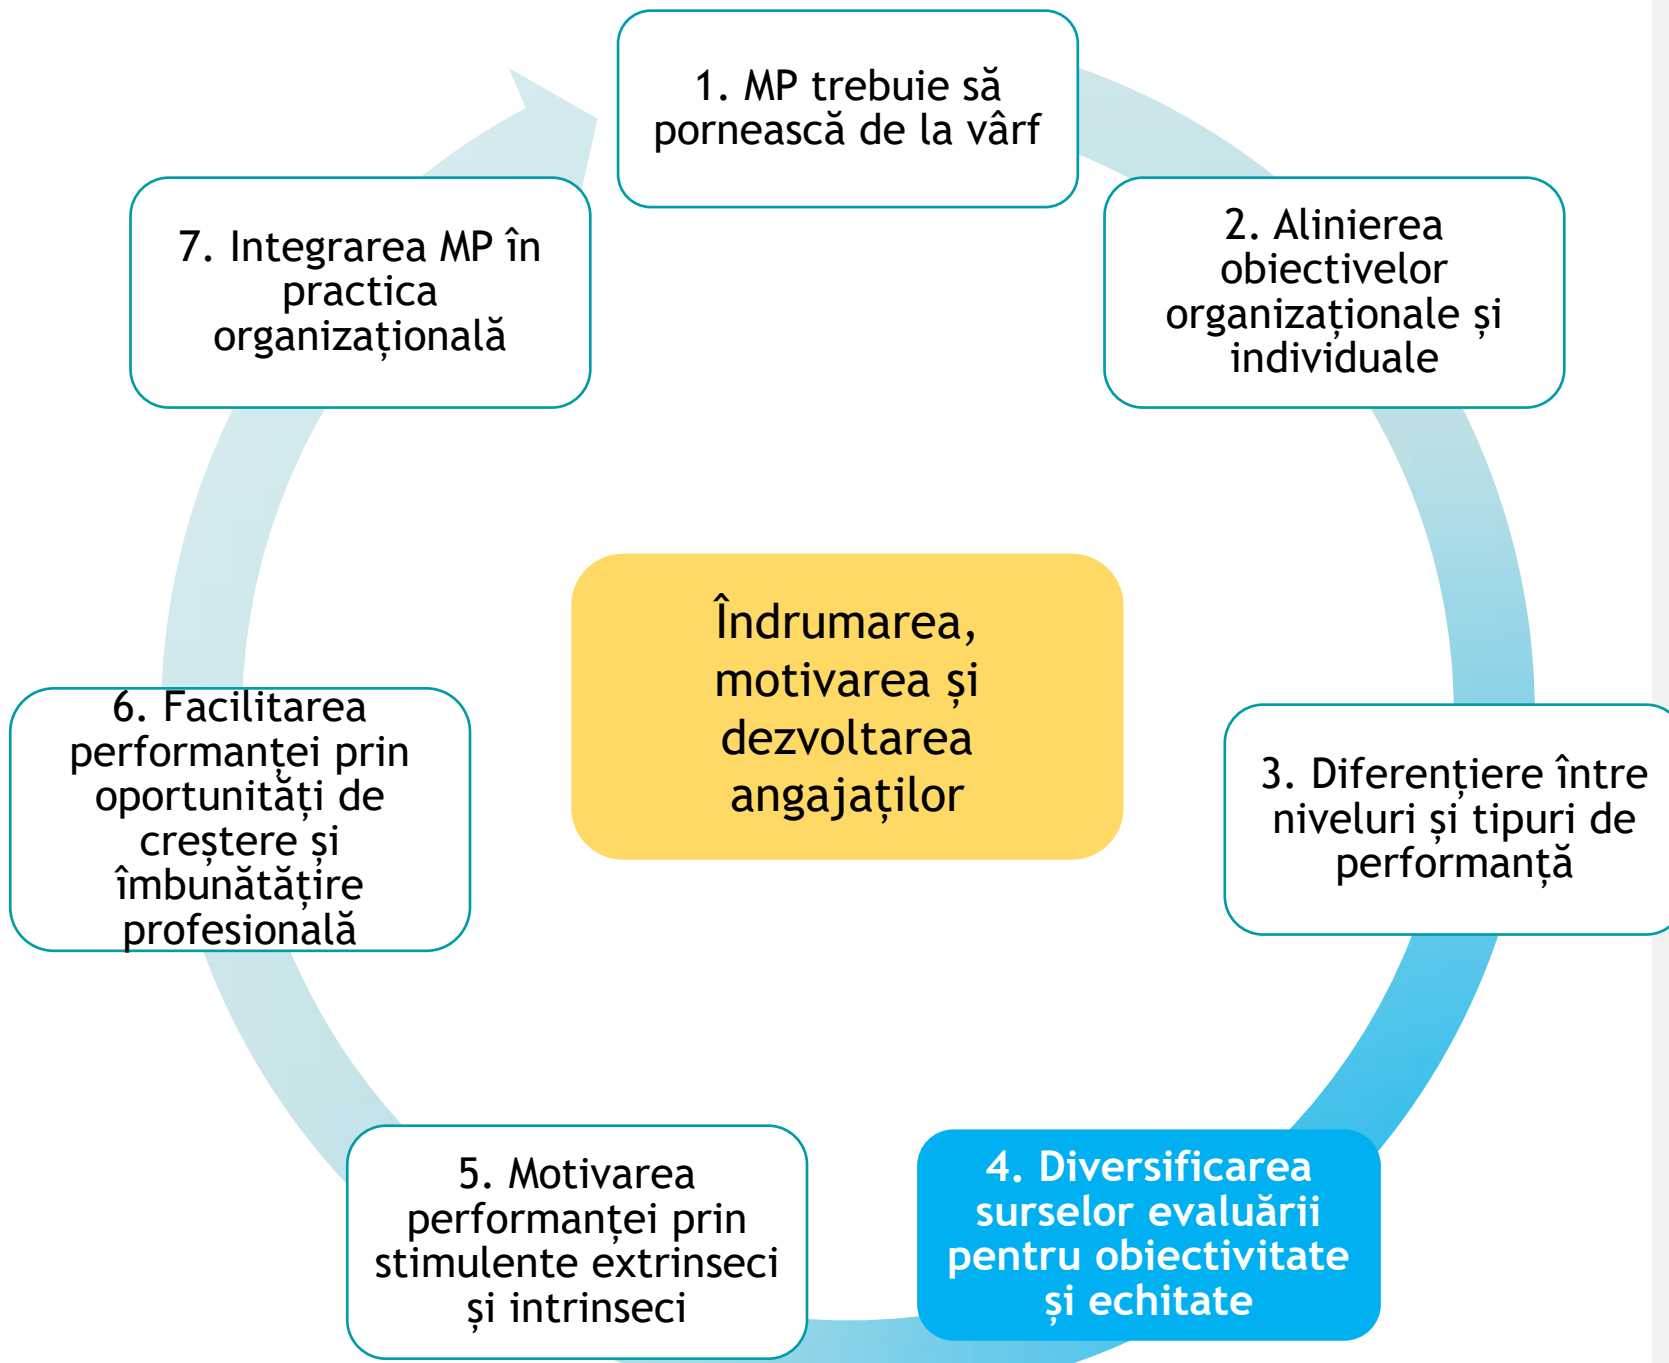 1. MP trebuie să
pornească de la vârf
2. Alinierea
obiectivelor
organizaționale și
individuale
3. Diferențiere între
niveluri și tipuri de
performanță
4. Diversificarea
surselor evaluării
pentru obiectivitate
și echitate
5. Motivarea
performanței prin
stimulente extrinseci
și intrinseci
6. Facilitarea
performanței prin
oportunități de
creștere și
îmbunătățire
profesională
7. Integrarea MP în
practica
organizațională
Îndrumarea,
motivarea și
dezvoltarea
angajaților